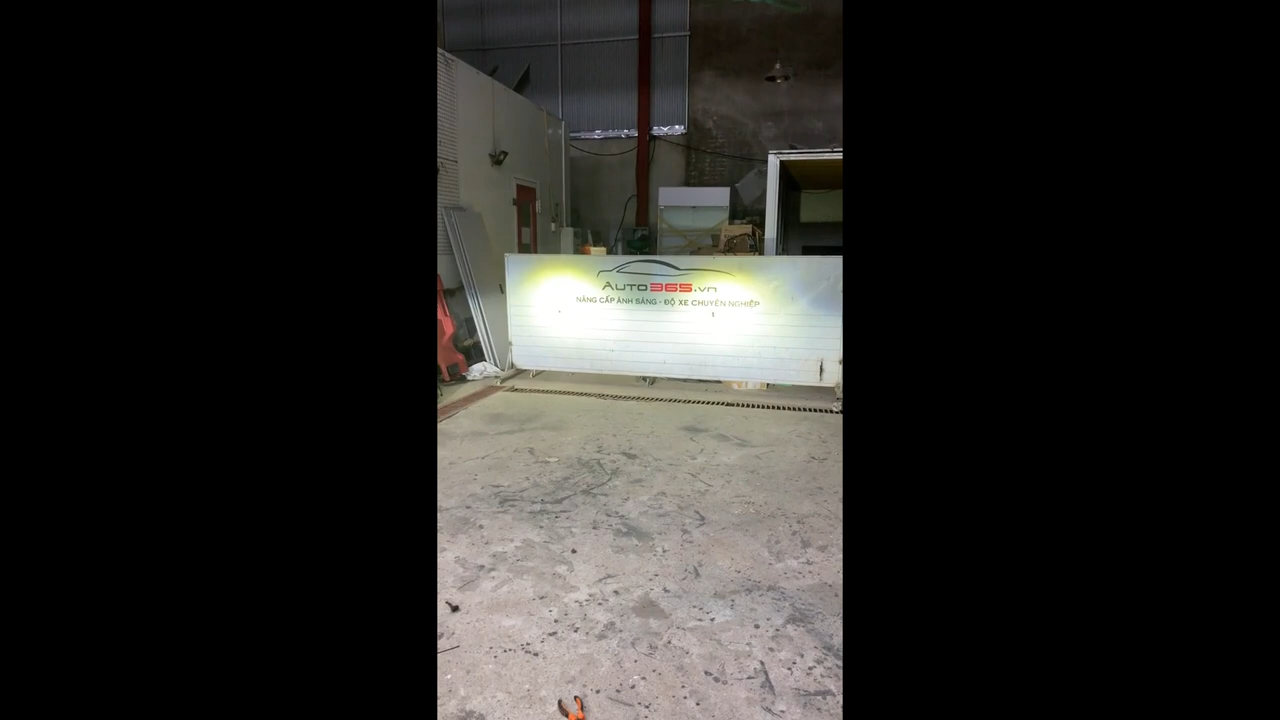 AUTO365.vn
NÂNG CẤP ÁNH SÁNG - ĐỘ XE CHUYÊN NGHIỆP